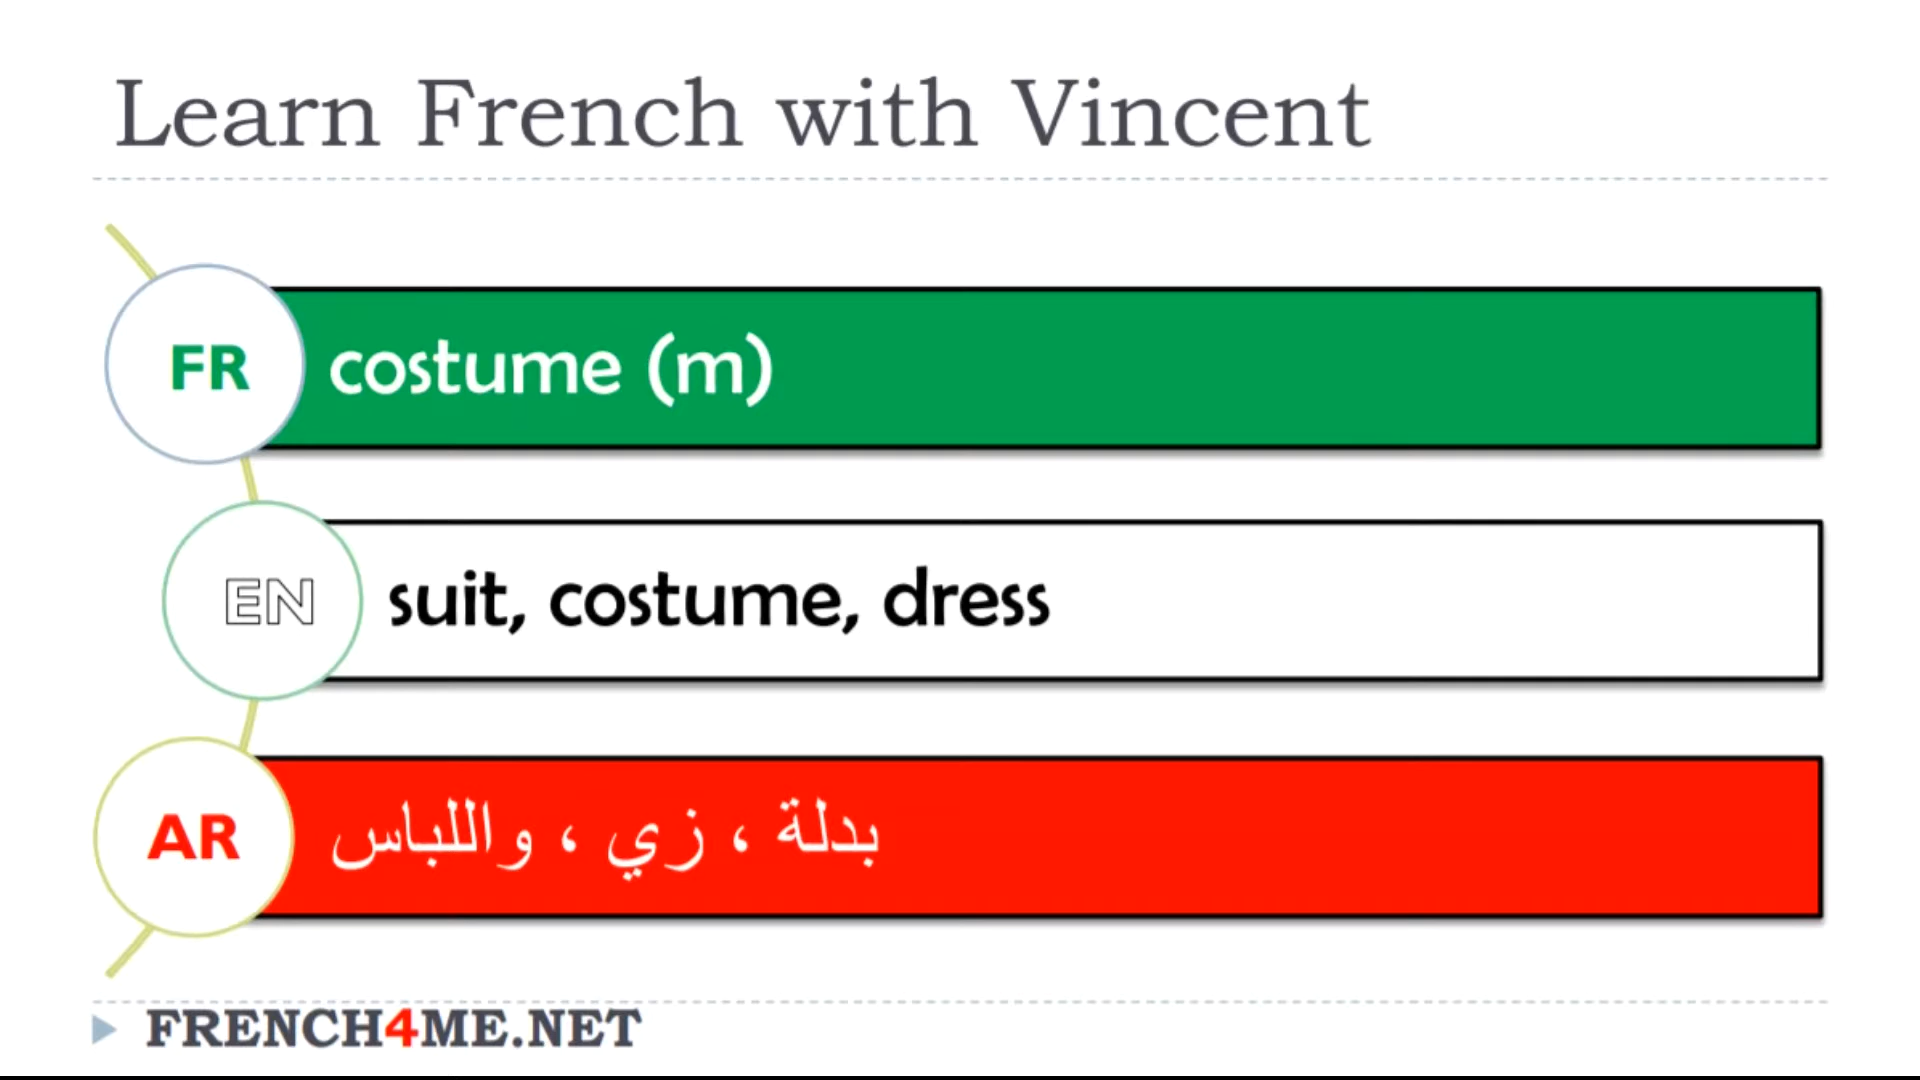 Learn French with Vincent
FR costume (m)
EN suit, costume, dress
AR بدلة ، زي ، واللباس
FRENCH4ME.NET